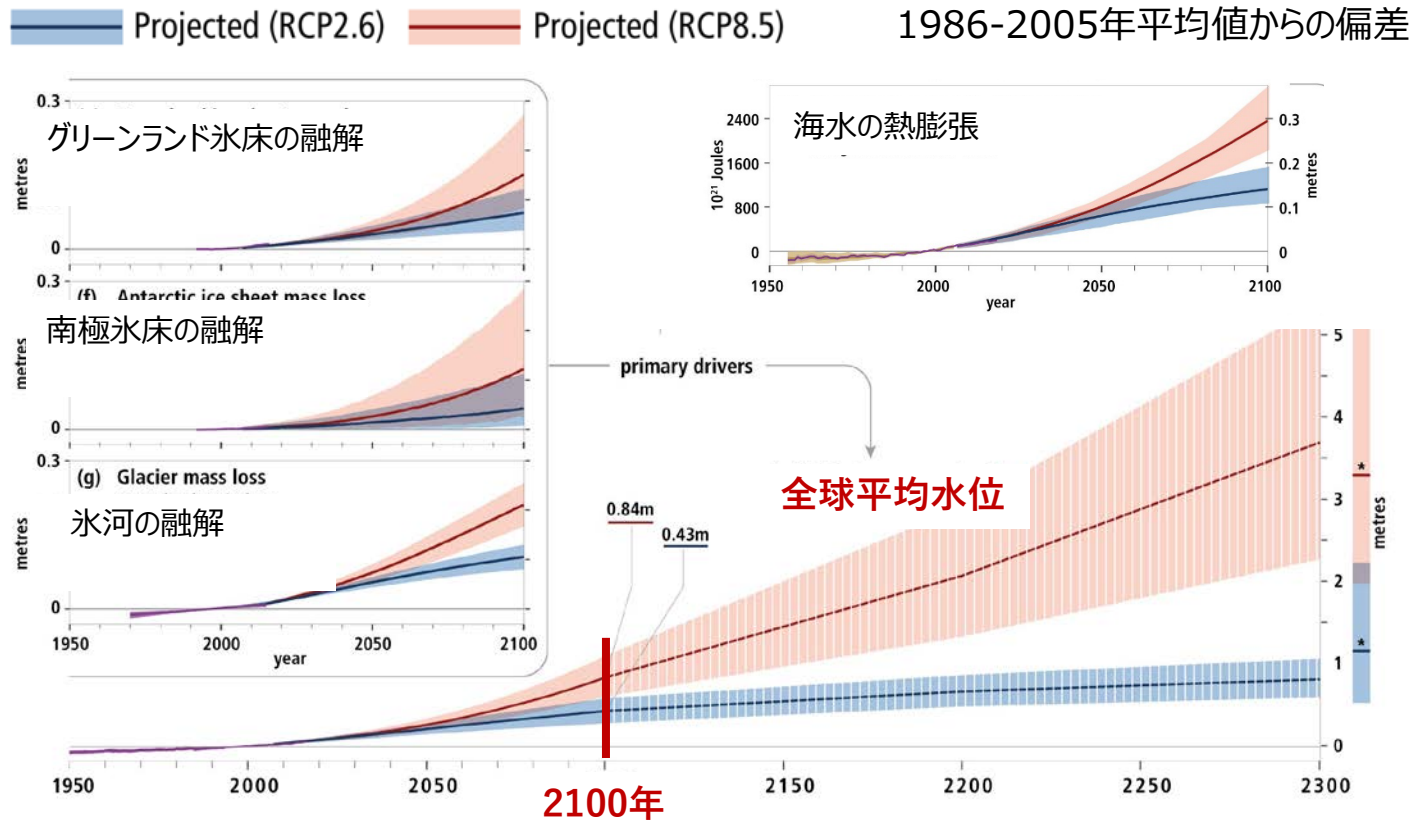 Projected (RCP2.6) Projected (RCP8.5) 1986-2005年平均値からの偏差
0.3
グリーンランド氷床の融解
metres
0
0.3
(f) Antarctic ice sheet mass loss
南極氷床の融解
metres
0
0.3
(g) Glacier mass loss
氷河の融解
metres
0
1950 2000 2050 2100
year
2400
1600
800
0
10²¹ Joules
海水の熱膨張
0.3
0.2
0.1
0
metres
1950 2000 2050 2100
year
primary drivers
全球平均水位
0.84m
0.43m
5
4
3
2
1
0
metres
*
*
1950 2000 2050 2150 2200 2250 2300
2100年